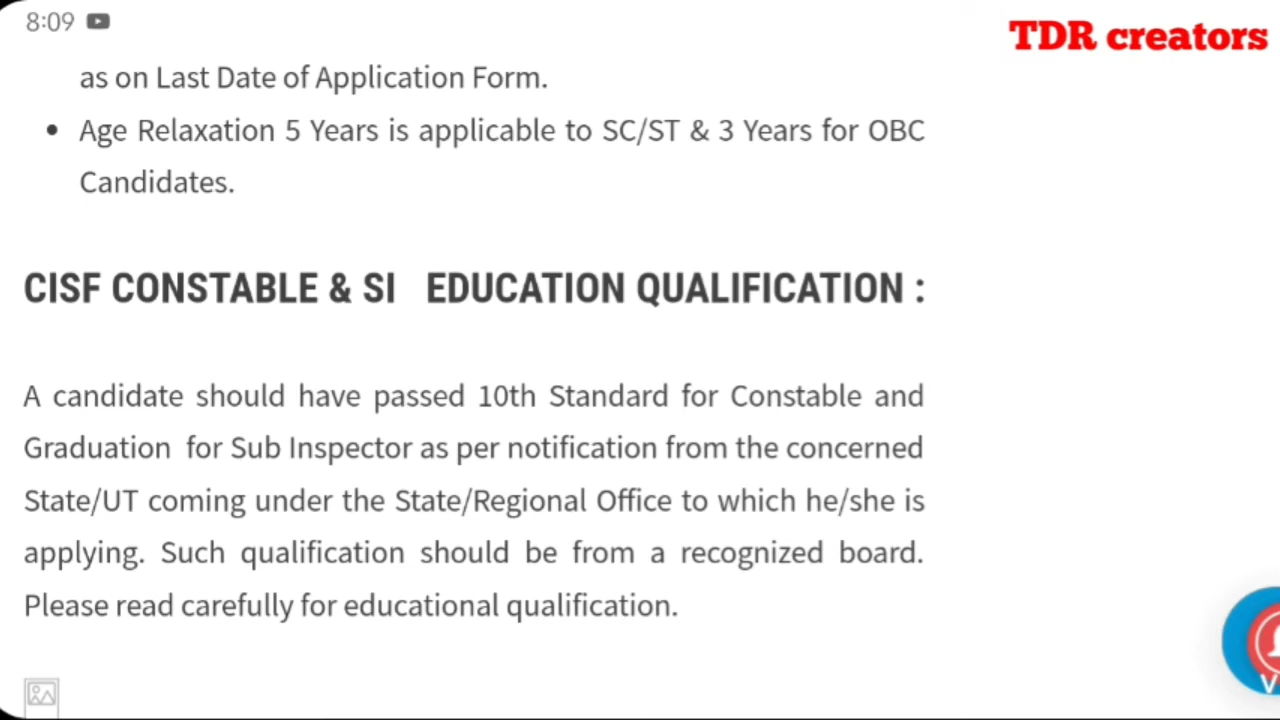 8:09
TDR creators
as on Last Date of Application Form.
• Age Relaxation 5 Years is applicable to SC/ST & 3 Years for OBC
Candidates.
CISF CONSTABLE & SI EDUCATION QUALIFICATION :
A candidate should have passed 10th Standard for Constable and
Graduation for Sub Inspector as per notification from the concerned
State/UT coming under the State/Regional Office to which he/she is
applying. Such qualification should be from a recognized board.
Please read carefully for educational qualification.